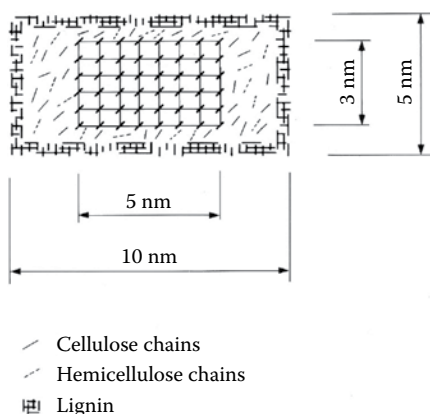 3 nm
5 nm
5 nm
10 nm
Cellulose chains
Hemicellulose chains
Lignin